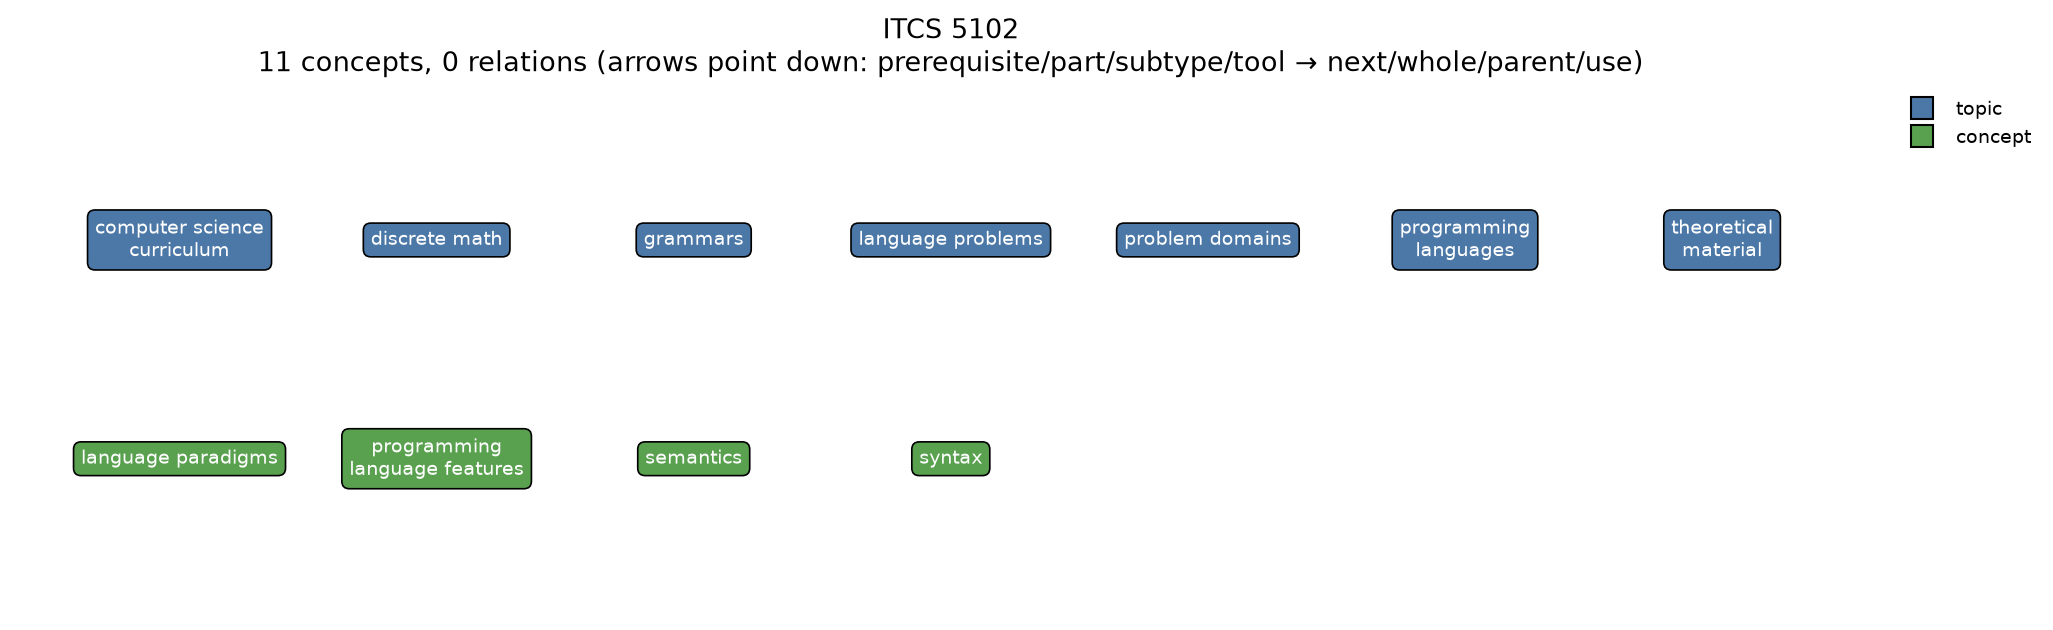 ITCS 5102
11 concepts, 0 relations (arrows point down: prerequisite/part/subtype/tool → next/whole/parent/use)
topic
concept
computer science
curriculum
discrete math
grammars
language problems
problem domains
programming
languages
theoretical
material
language paradigms
programming
language features
semantics
syntax